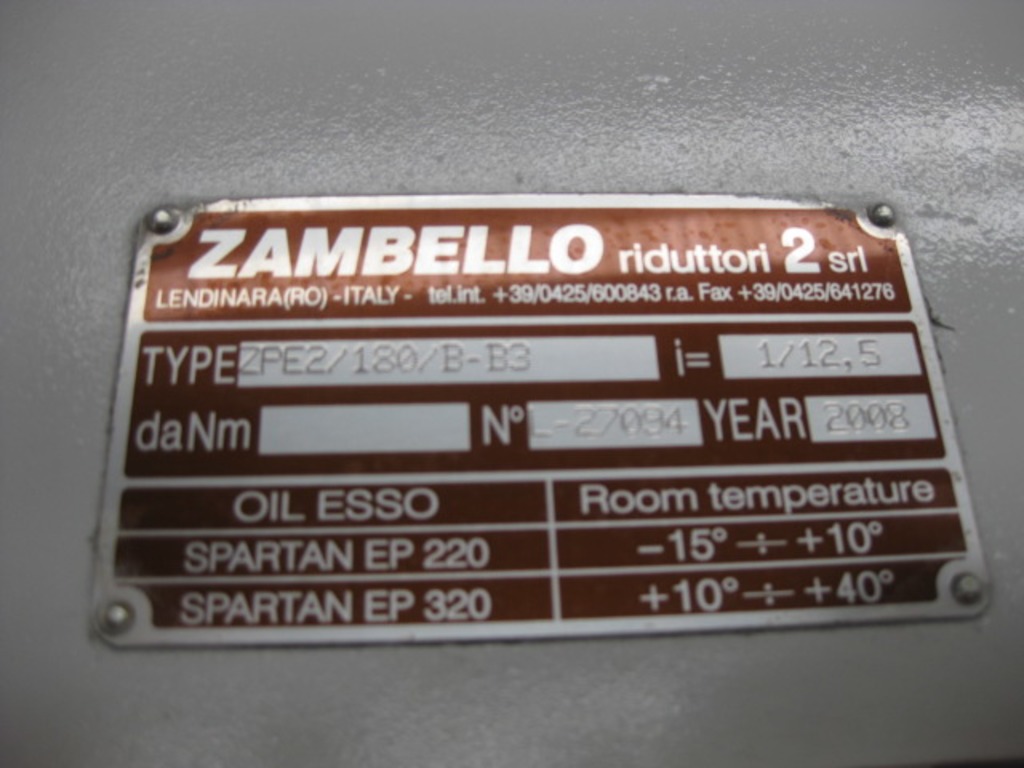 ZAMBELLO riduttori 2 srl
LENDINARA(RO) - ITALY - tel.int. +39/0425/600843 r.a. Fax +39/0425/641276
TYPE ZPE2/180/B-B3 i= 1/12,5
daNm N° L-27094 YEAR 2008
OIL ESSO Room temperature
SPARTAN EP 220 -15° ÷ +10°
SPARTAN EP 320 +10° ÷ +40°